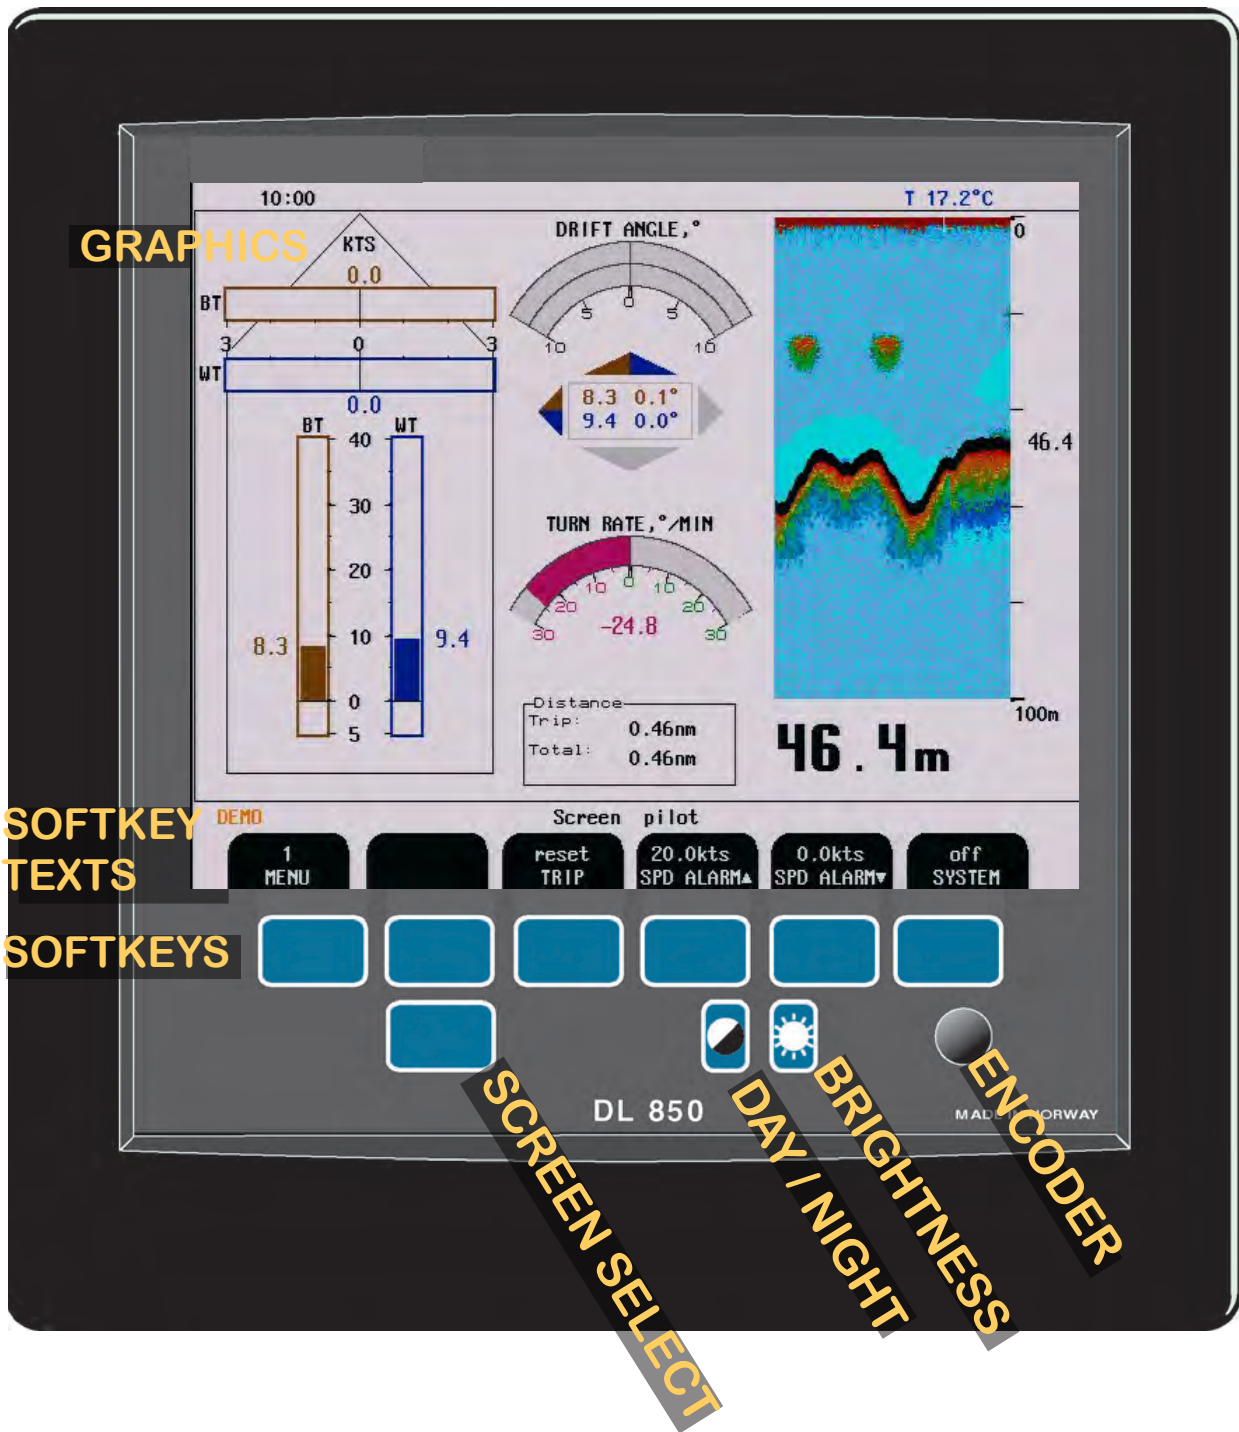 10:00
T 17.2°C
GRAPHICS
KTS
0.0
BT
3 0 3
WT
0.0
BT WT
40
30
20
10
0
5
8.3
9.4
DRIFT ANGLE,°
10 5 0 5 10
8.3 0.1°
9.4 0.0°
TURN RATE,°/MIN
30 20 10 0 10 20 30
-24.8
Distance
Trip: 0.46nm
Total: 0.46nm
0
46.4
100m
46.4m
DEMO
Screen pilot
SOFTKEY
TEXTS
1
MENU
reset
TRIP
20.0kts
SPD ALARM▲
0.0kts
SPD ALARM▼
off
SYSTEM
SOFTKEYS
DL 850
MADE IN NORWAY
SCREEN SELECT
DAY / NIGHT
BRIGHTNESS
ENCODER